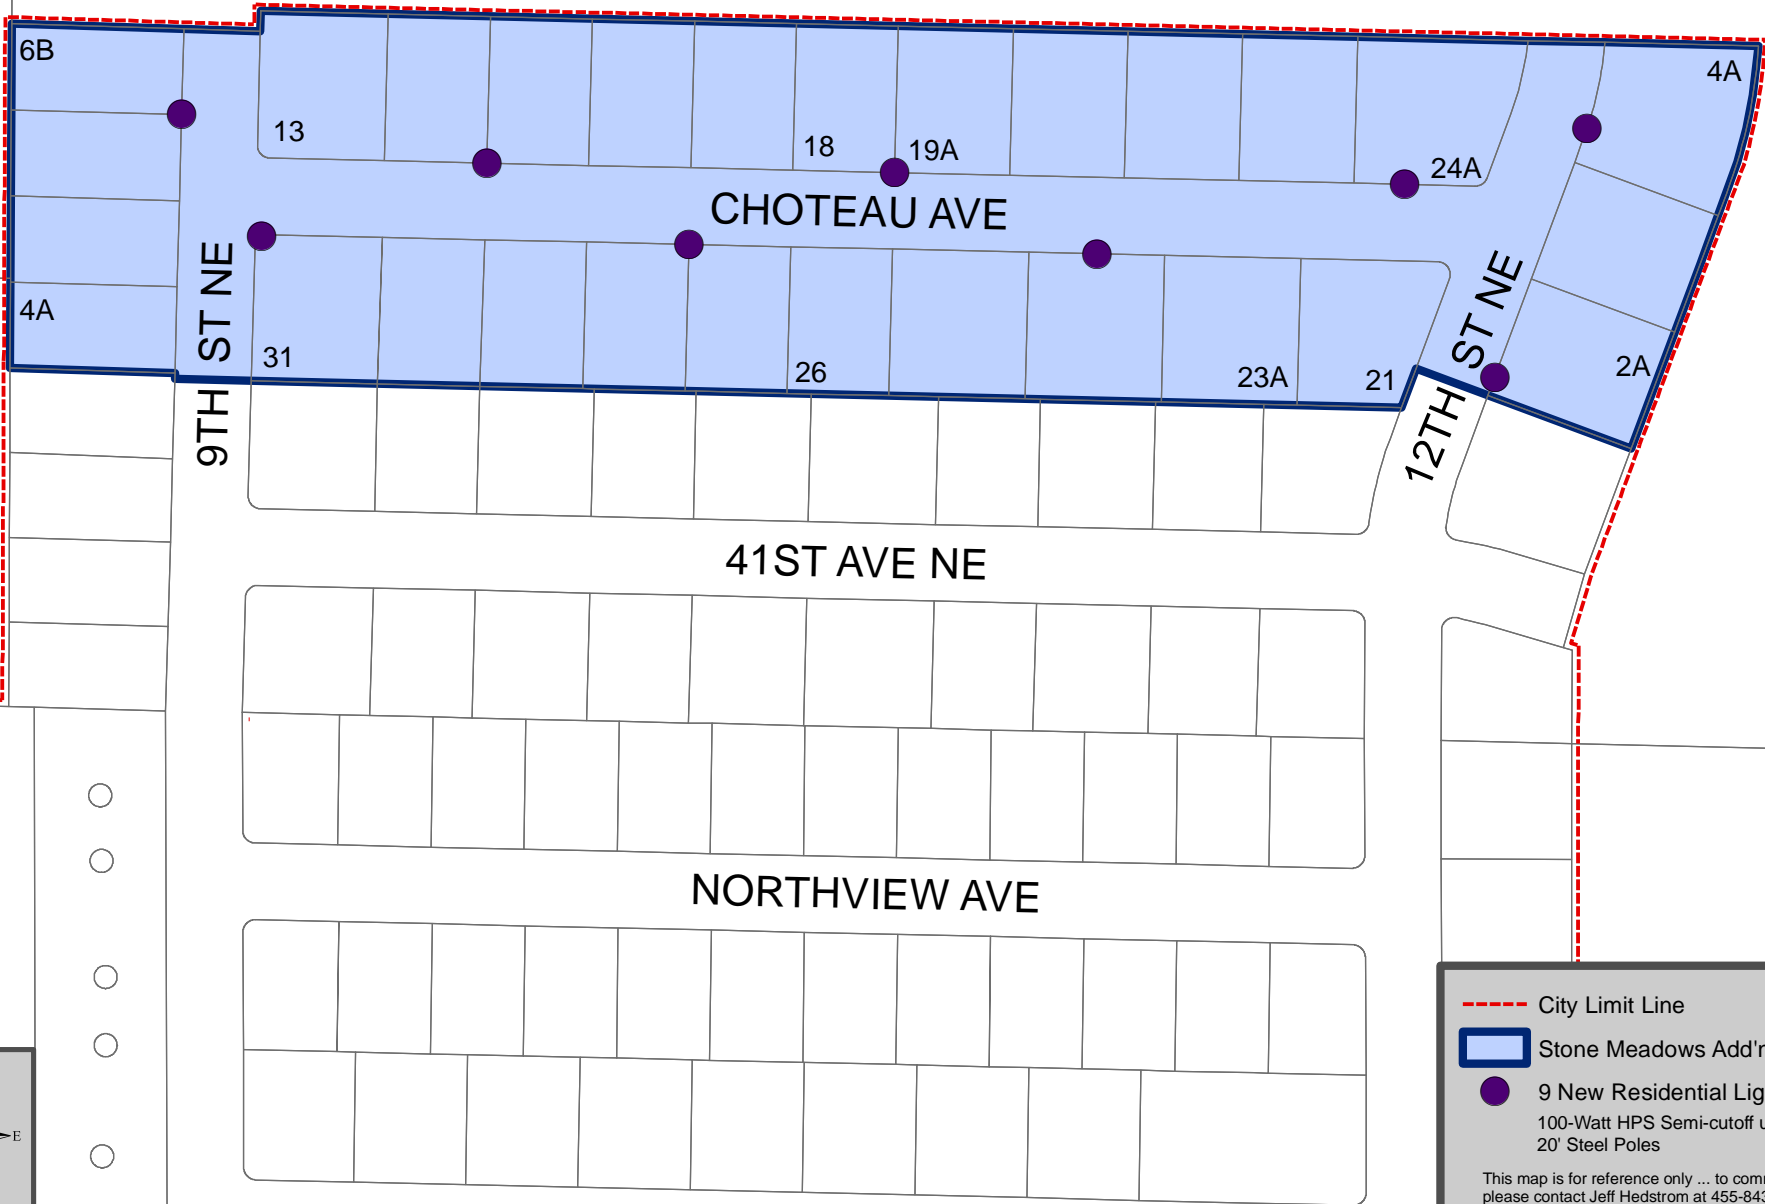 6B
4A
13
18
19A
24A
CHOTEAU AVE
9TH ST NE
12TH ST NE
4A
31
26
23A
21
2A
41ST AVE NE
NORTHVIEW AVE
E
City Limit Line
Stone Meadows Add'n
9 New Residential Lig
100-Watt HPS Semi-cutoff u
20' Steel Poles
This map is for reference only ... to com
please contact Jeff Hedstrom at 455-843